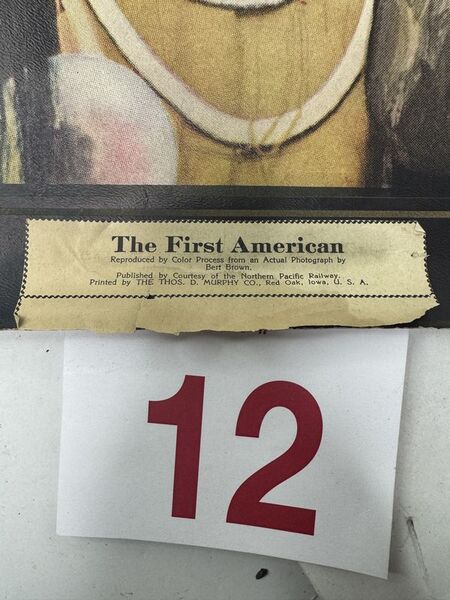 The First American
Reproduced by Color Process from an Actual Photograph by
Bert Brown.
Published by Courtesy of the Northern Pacific Railway.
Printed by THE THOS. D. MURPHY CO., Red Oak, Iowa, U. S. A.
12